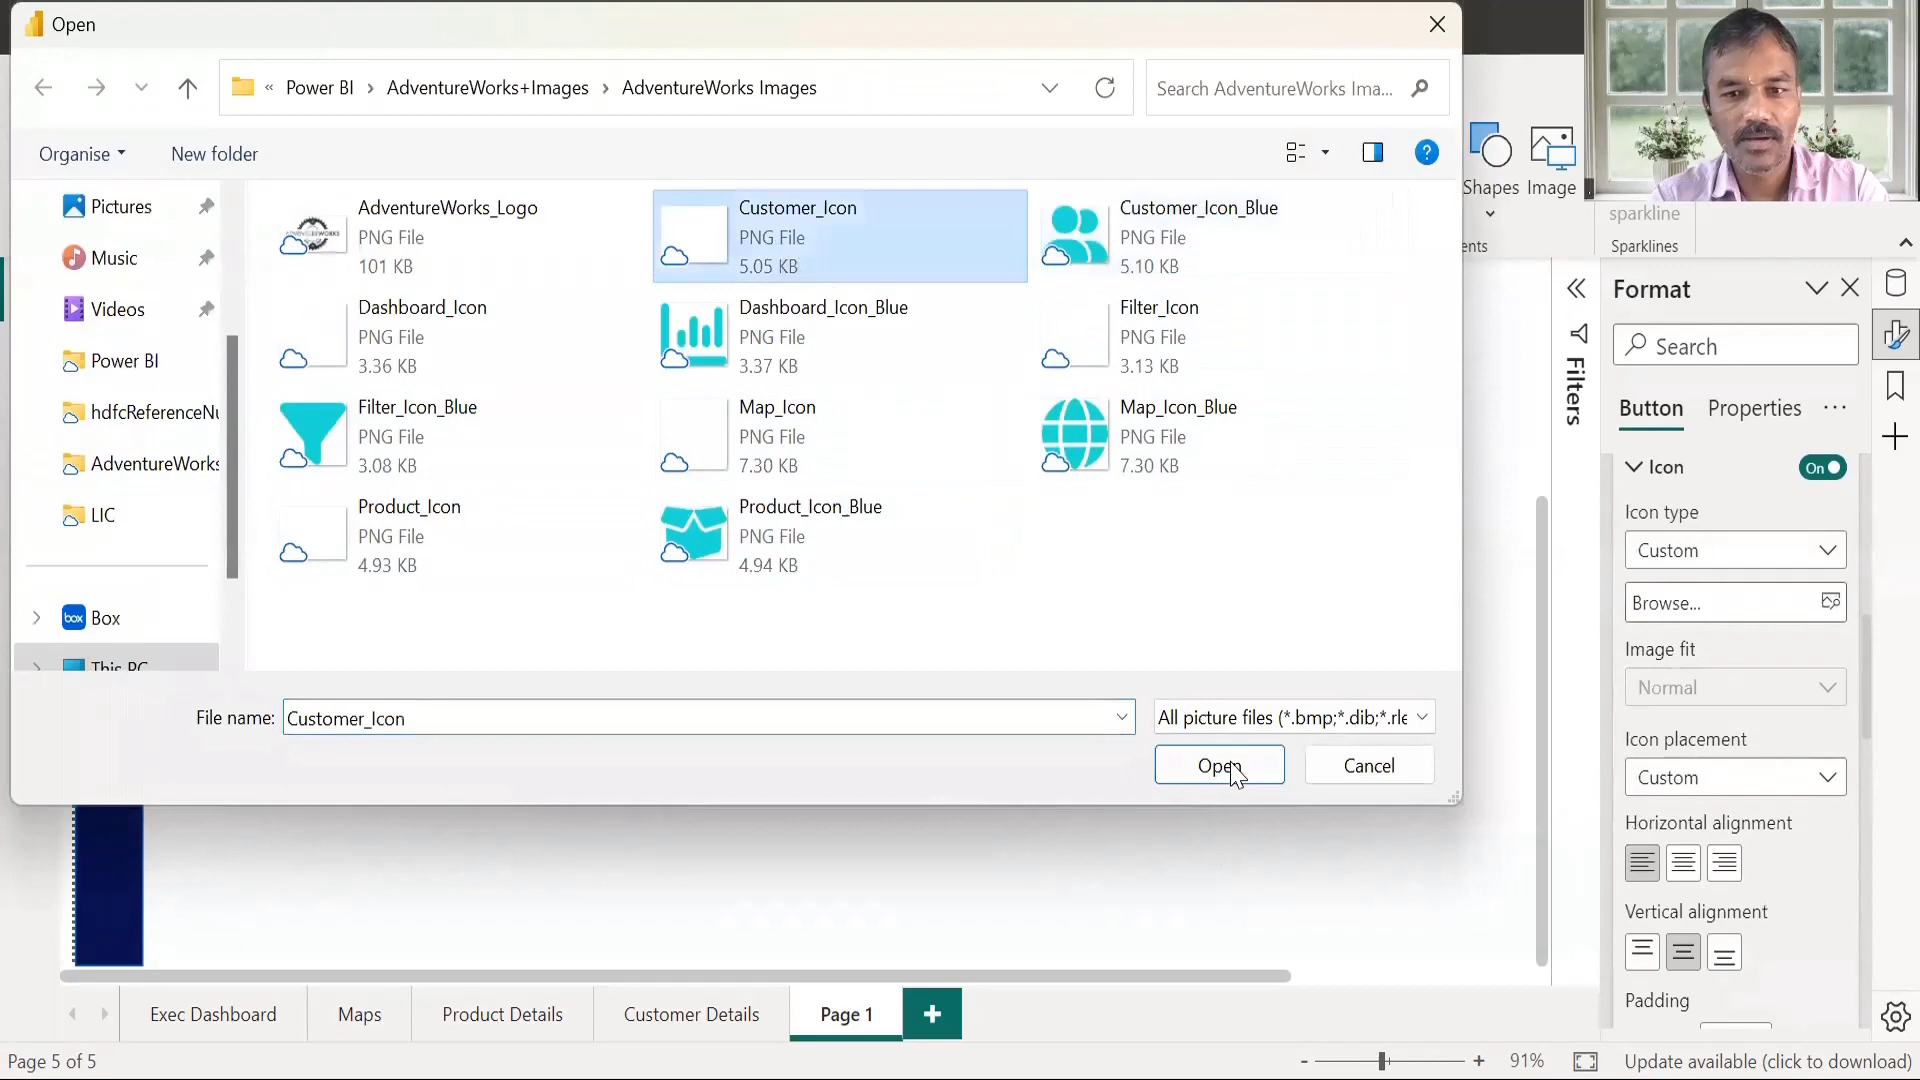 Open
« Power BI > AdventureWorks+Images > AdventureWorks Images
Search AdventureWorks Ima...
Organise
New folder
Pictures
Music
Videos
Power BI
hdfcReferenceNu
AdventureWorks
LIC
Box
This PC
AdventureWorks_Logo
PNG File
101 KB
Customer_Icon
PNG File
5.05 KB
Customer_Icon_Blue
PNG File
5.10 KB
Dashboard_Icon
PNG File
3.36 KB
Dashboard_Icon_Blue
PNG File
3.37 KB
Filter_Icon
PNG File
3.13 KB
Filter_Icon_Blue
PNG File
3.08 KB
Map_Icon
PNG File
7.30 KB
Map_Icon_Blue
PNG File
7.30 KB
Product_Icon
PNG File
4.93 KB
Product_Icon_Blue
PNG File
4.94 KB
box
File name:
Customer_Icon
All picture files (*.bmp;*.dib;*.rle
Open
Cancel
Shapes
Image
sparkline
ents
Sparklines
Filters
Format
Search
Button
Properties
Icon
On
Icon type
Custom
Browse...
Image fit
Normal
Icon placement
Custom
Horizontal alignment
Vertical alignment
Padding
Exec Dashboard
Maps
Product Details
Customer Details
Page 1
+
Page 5 of 5
- + 91%
Update available (click to download)